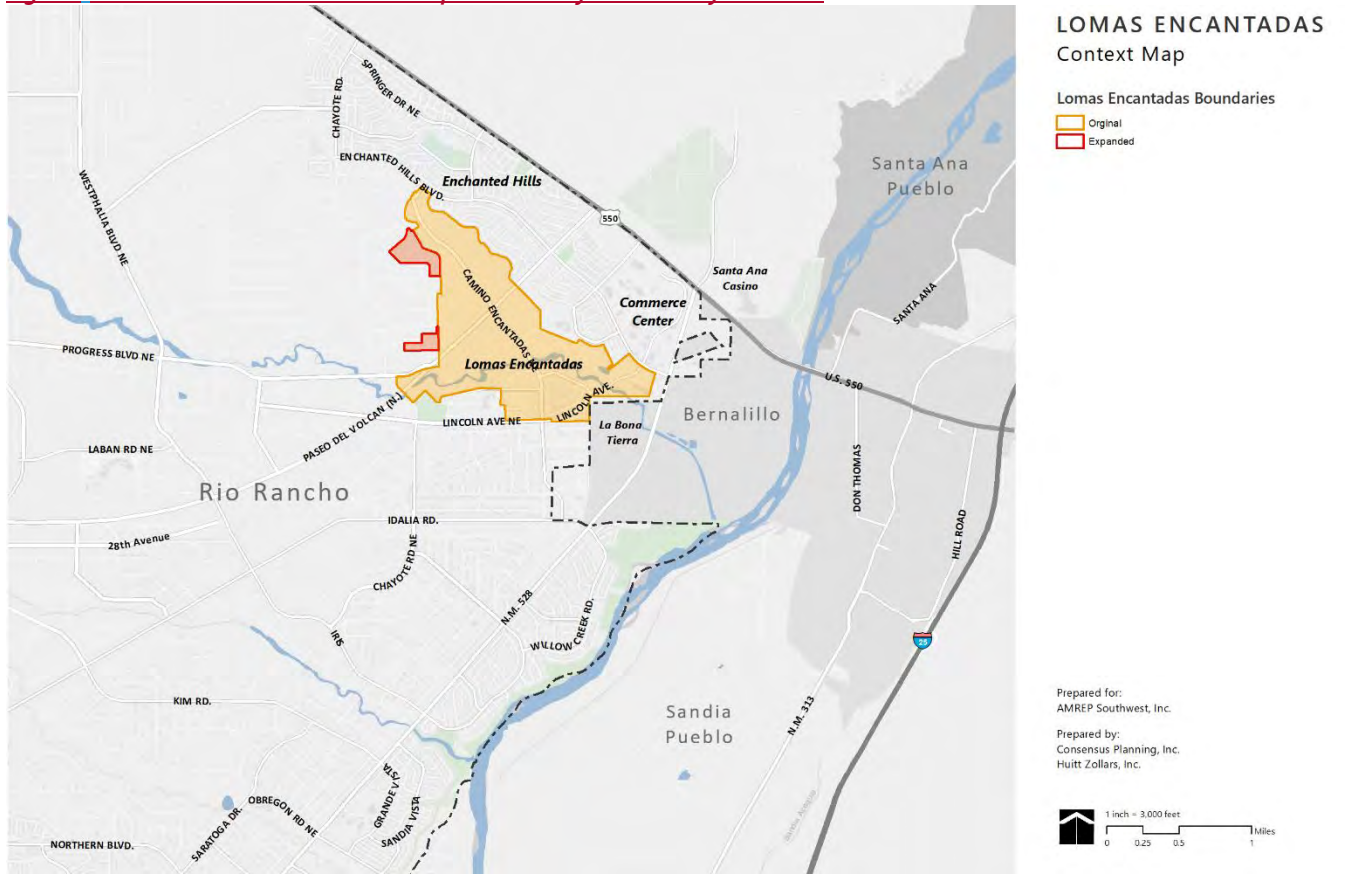 LOMAS ENCANTADAS
Context Map
Lomas Encantadas Boundaries
Orginal
Expanded
SPRINGER DR NE
CHAYOTE RD.
ENCHANTED HILLS BLVD.
Enchanted Hills
WESTPHALIA BLVD NE
550
Santa Ana
Pueblo
Santa Ana
Casino
SANTA ANA
Commerce
Center
CAMINO ENCANTADAS NE
Lomas Encantadas
PROGRESS BLVD NE
U.S. 550
PASEO DEL VOLCAN (N.)
LINCOLN AVE NE
LINCOLN AVE.
La Bona
Tierra
Bernalillo
LABAN RD NE
Rio Rancho
DON THOMAS
HILL ROAD
IDALIA RD.
28th Avenue
CHAYOTE RD NE
N.M. 528
WILLOW CREEK RD.
IRIS
25
KIM RD.
Sandia
Pueblo
N.M. 313
GRANDE VISTA
SANDIA VISTA
OBREGON RD NE
SARATOGA DR.
NORTHERN BLVD.
Prepared for:
AMREP Southwest, Inc.
Prepared by:
Consensus Planning, Inc.
Huitt Zollars, Inc.
1 inch = 3,000 feet
0 0.25 0.5 1 Miles